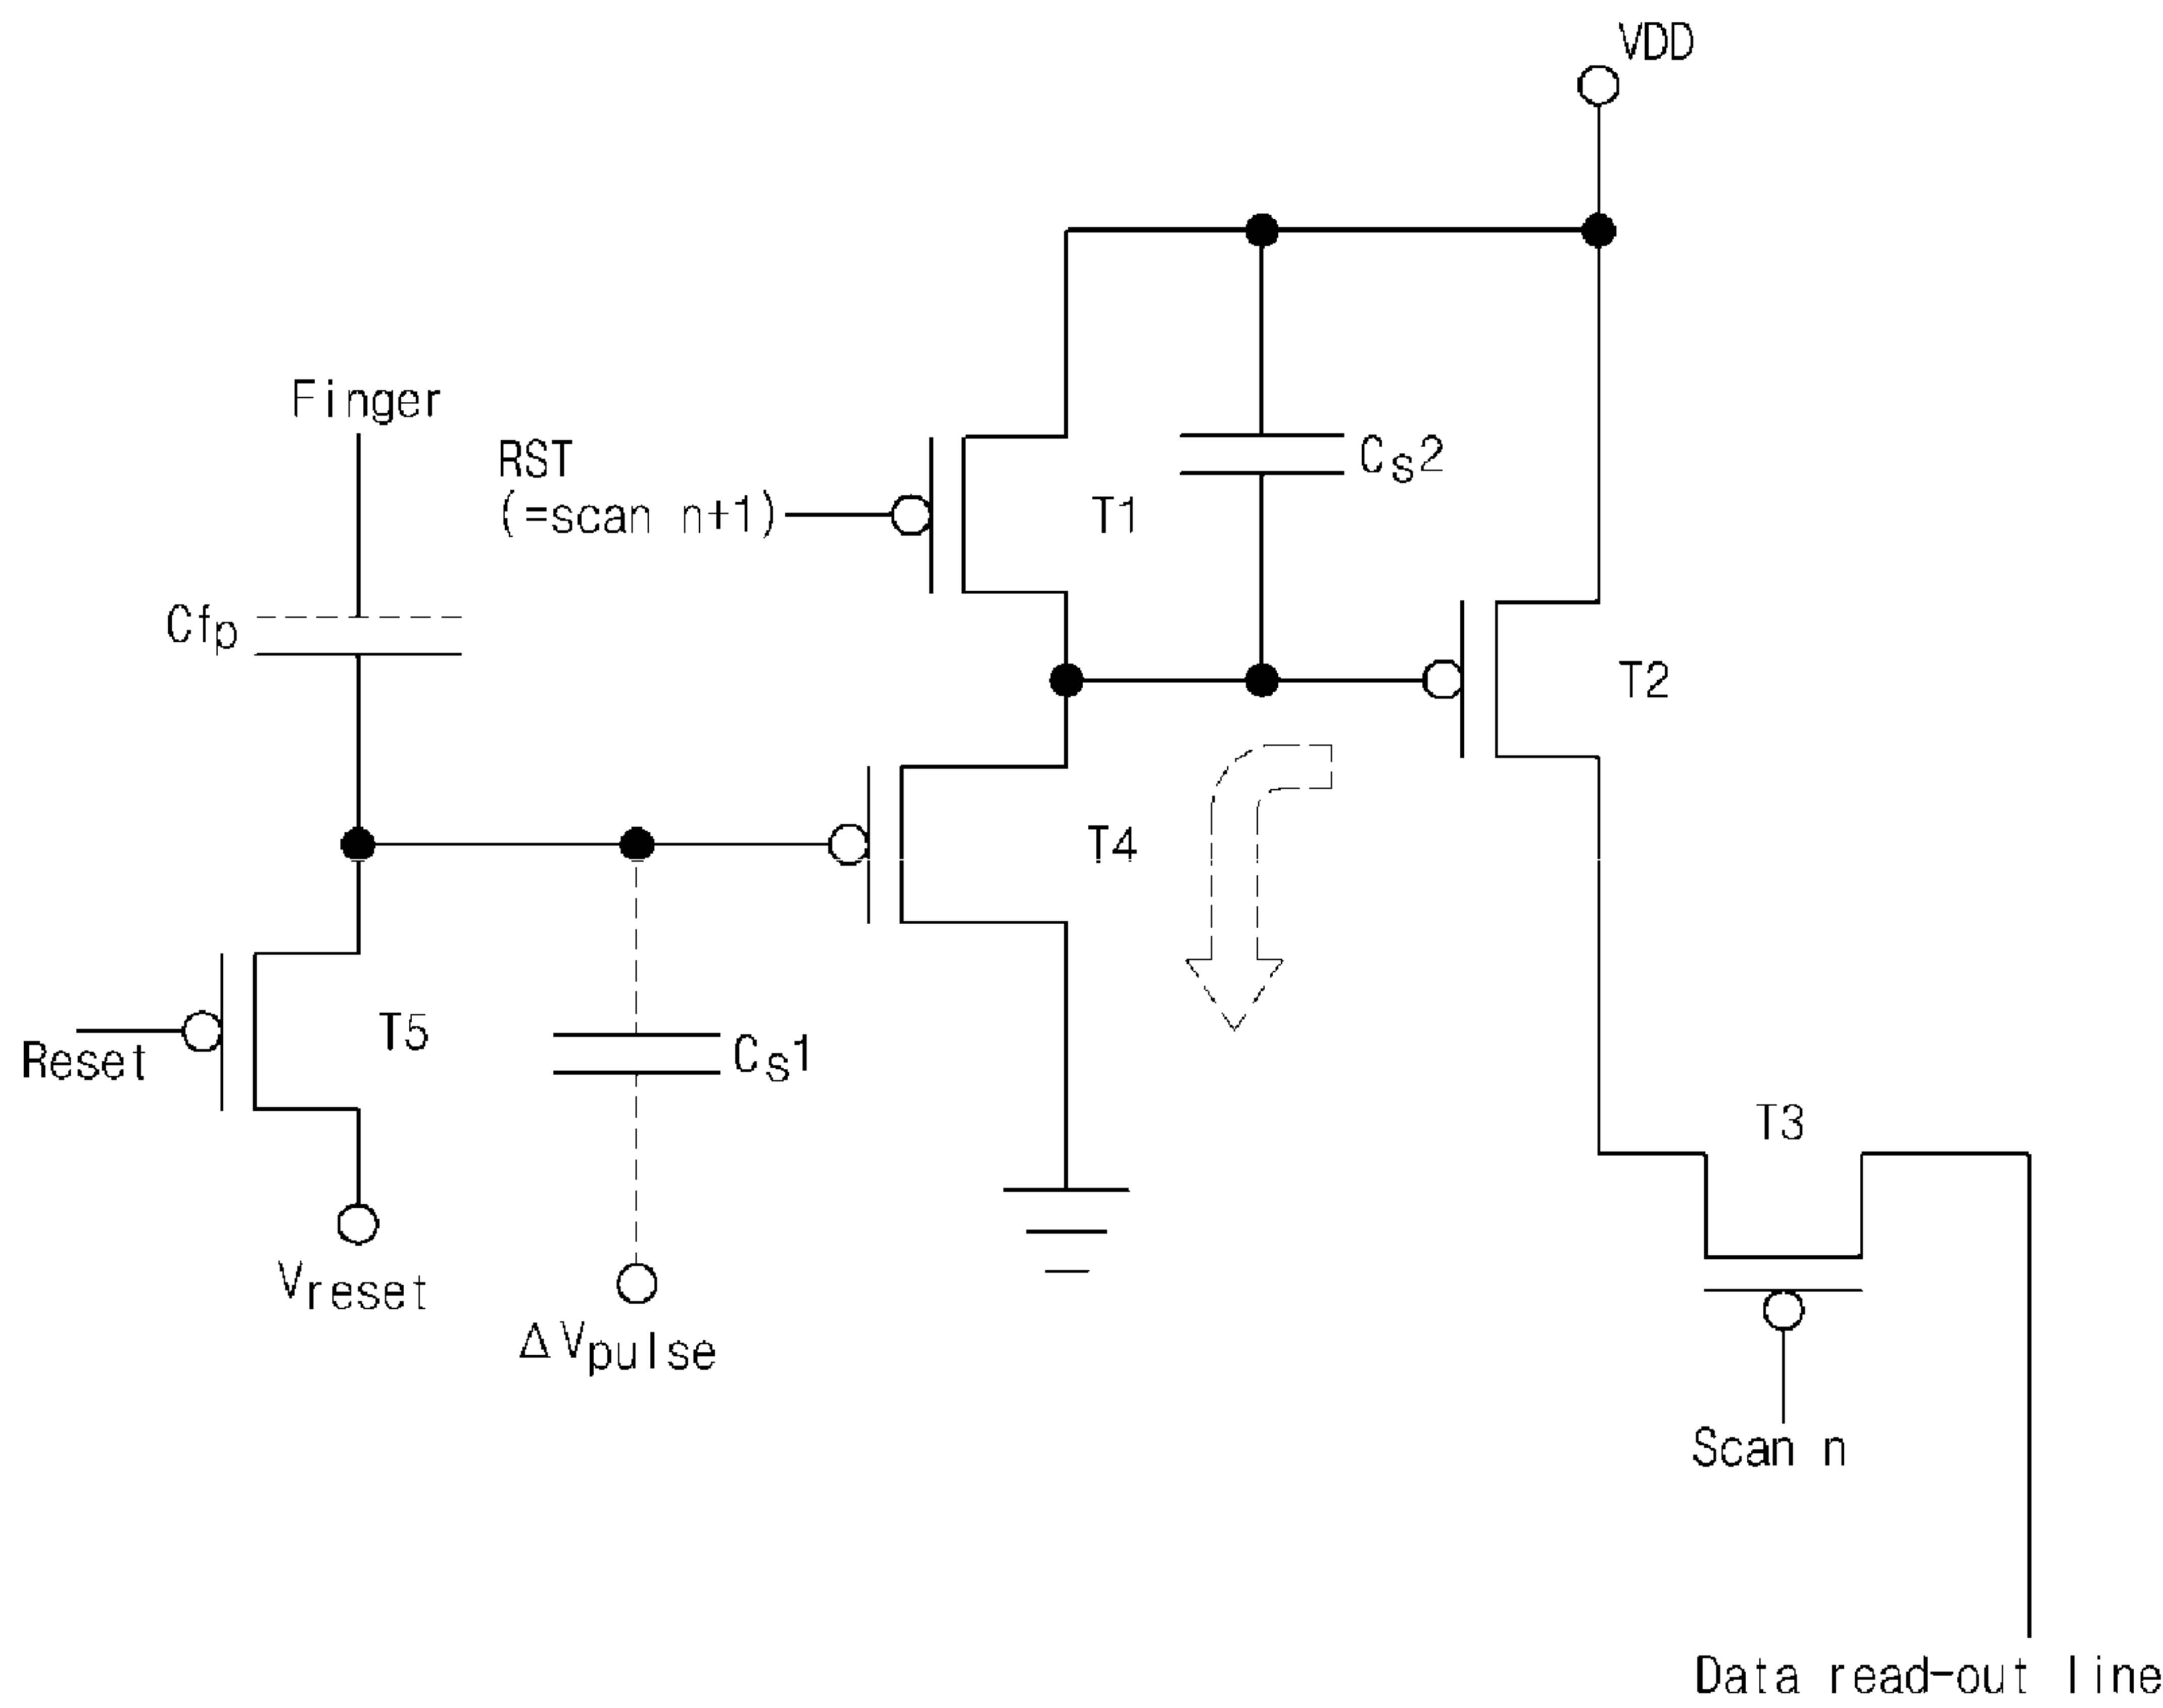 VDD
Finger
RST
(=scan n+1)
T1
Cs2
Cfp
T2
T4
Reset
T5
Cs1
T3
Vreset
ΔVpulse
Scan n
Data read-out line